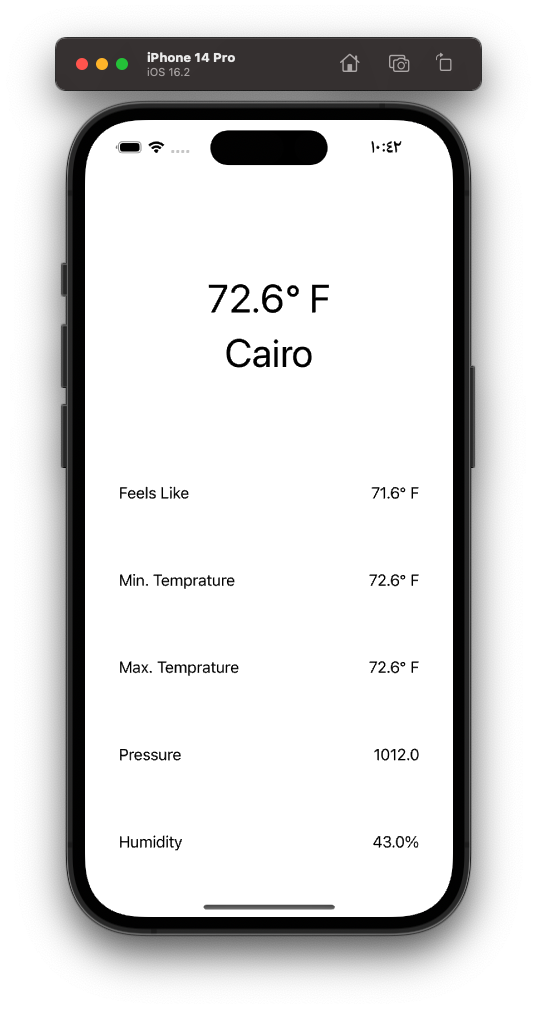 iPhone 14 Pro
iOS 16.2
١٠:٤٢
72.6° F
Cairo
Feels Like 71.6° F
Min. Temprature 72.6° F
Max. Temprature 72.6° F
Pressure 1012.0
Humidity 43.0%